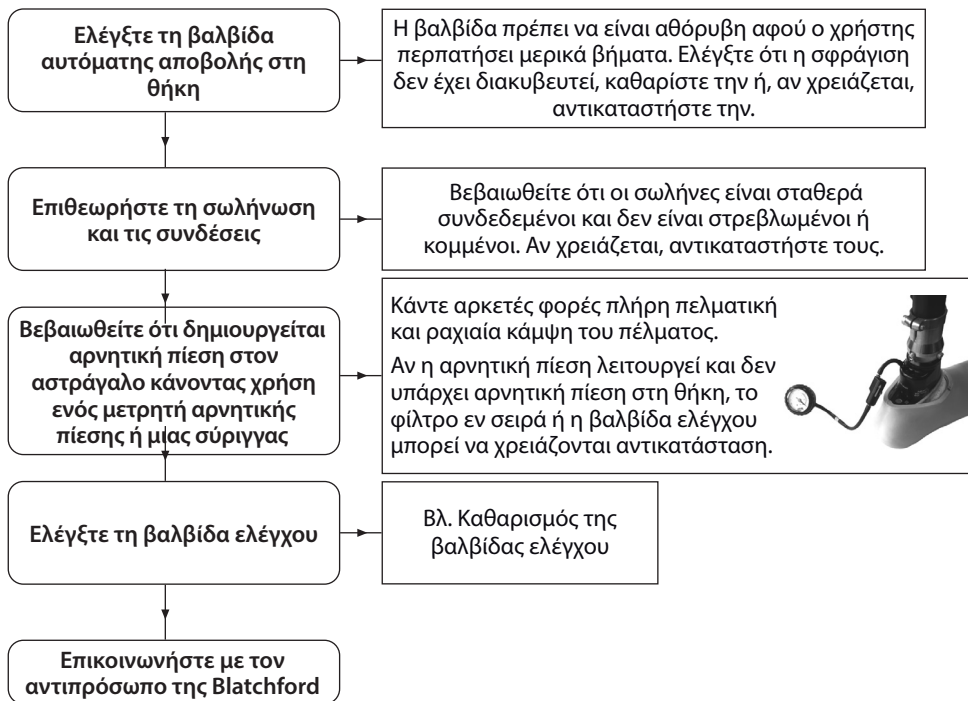 Ελέγξτε τη βαλβίδα
αυτόματης αποβολής στη
θήκη
Η βαλβίδα πρέπει να είναι αθόρυβη αφού ο χρήστης
περπατήσει μερικά βήματα. Ελέγξτε ότι η σφράγιση
δεν έχει διακυβευτεί, καθαρίστε την ή, αν χρειάζεται,
αντικαταστήστε την.
Επιθεωρήστε τη σωλήνωση
και τις συνδέσεις
Βεβαιωθείτε ότι οι σωλήνες είναι σταθερά
συνδεδεμένοι και δεν είναι στρεβλωμένοι ή
κομμένοι. Αν χρειάζεται, αντικαταστήστε τους.
Βεβαιωθείτε ότι δημιουργείται
αρνητική πίεση στον
αστράγαλο κάνοντας χρήση
ενός μετρητή αρνητικής
πίεσης ή μιας σύριγγας
Κάντε αρκετές φορές πλήρη πελματική
και ραχιαία κάμψη του πέλματος.
Αν η αρνητική πίεση λειτουργεί και δεν
υπάρχει αρνητική πίεση στη θήκη, το
φίλτρο εν σειρά ή η βαλβίδα ελέγχου
μπορεί να χρειάζονται αντικατάσταση.
Ελέγξτε τη βαλβίδα ελέγχου
Βλ. Καθαρισμός της
βαλβίδας ελέγχου
Επικοινωνήστε με τον
αντιπρόσωπο της Blatchford